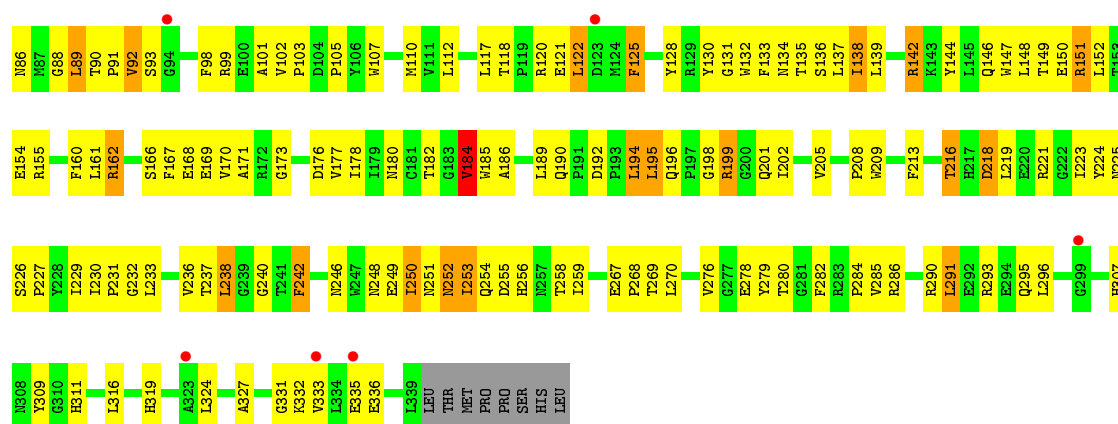 N86 M87 G88 L89 T90 P91 V92 S93 G94 F98 R99 E100 A101 V102 P103 D104 P105 Y106 W107 M110 V111 L112 L117 T118 P119 R120 E121 L122 D123 M124 F125 Y128 R129 Y130 G131 W132 F133 N134 T135 S136 L137 I138 L139 R142 K143 Y144 L145 Q146 W147 L148 T149 E150 R151 L152 T153
E154 R155 F160 L161 R162 S166 F167 E168 E169 V170 A171 R172 G173 D176 V177 I178 I179 N180 C181 T182 G183 V184 W185 A186 L189 Q190 P191 D192 P193 L194 L195 Q196 P197 G198 R199 G200 Q201 I202 V205 P208 W209 F213 T216 H217 D218 L219 E220 R221 G222 I223 Y224 N225
S226 P227 Y228 I229 I230 P231 G232 L233 V236 T237 L238 G239 G240 T241 F242 N246 W247 N248 E249 I250 N251 N252 I253 Q254 D255 H256 N257 T258 I259 E267 P268 T269 L270 V276 G277 E278 Y279 T280 G281 F282 R283 P284 V285 R286 R290 L291 E292 R293 E294 Q295 L296 G299 H307
N308 Y309 G310 H311 L316 H319 A323 L324 A327 G331 K332 V333 L334 E335 E336 L339 LEU THR MET PRO PRO SER HIS LEU